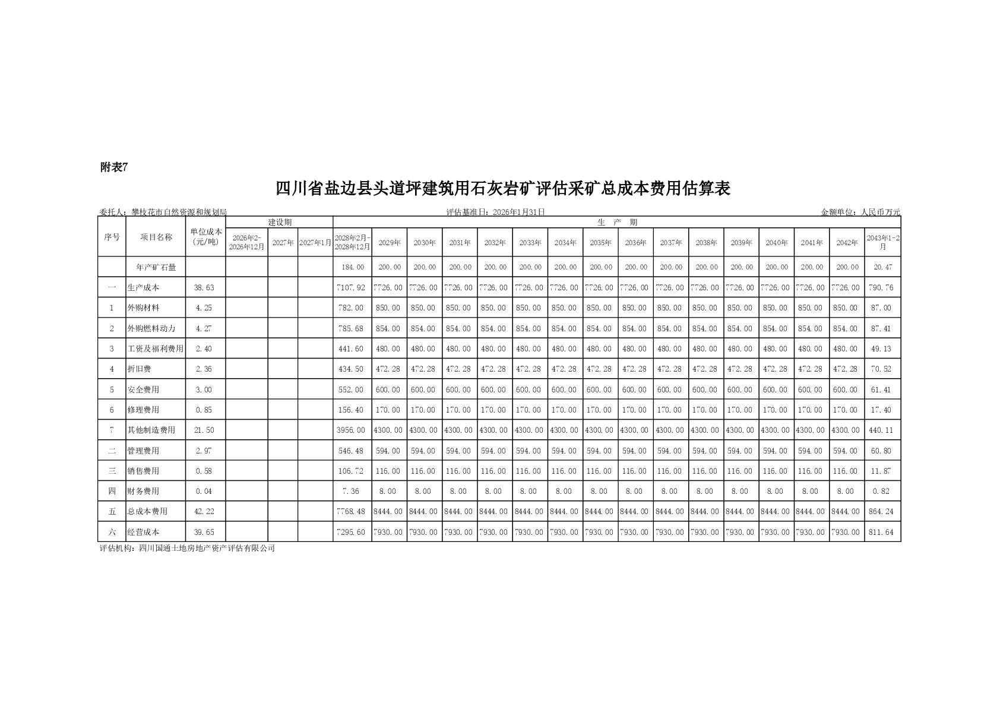 附表7
四川省盐边县头道坪建筑用石灰岩矿评估采矿总成本费用估算表
委托人：攀枝花市自然资源和规划局 评估基准日：2026年1月31日 金额单位：人民币万元
序号 项目名称 单位成本（元/吨） 建设期 生 产 期
2026年2-2026年12月 2027年 2027年1月 2028年2月-2028年12月 2029年 2030年 2031年 2032年 2033年 2034年 2035年 2036年 2037年 2038年 2039年 2040年 2041年 2042年 2043年1-2月
年产矿石量 184.00 200.00 200.00 200.00 200.00 200.00 200.00 200.00 200.00 200.00 200.00 200.00 200.00 200.00 200.00 20.47
一 生产成本 38.63 7107.92 7726.00 7726.00 7726.00 7726.00 7726.00 7726.00 7726.00 7726.00 7726.00 7726.00 7726.00 7726.00 7726.00 7726.00 790.76
1 外购材料 4.25 782.00 850.00 850.00 850.00 850.00 850.00 850.00 850.00 850.00 850.00 850.00 850.00 850.00 850.00 850.00 87.00
2 外购燃料动力 4.27 785.68 854.00 854.00 854.00 854.00 854.00 854.00 854.00 854.00 854.00 854.00 854.00 854.00 854.00 854.00 87.41
3 工资及福利费用 2.40 441.60 480.00 480.00 480.00 480.00 480.00 480.00 480.00 480.00 480.00 480.00 480.00 480.00 480.00 480.00 49.13
4 折旧费 2.36 434.50 472.28 472.28 472.28 472.28 472.28 472.28 472.28 472.28 472.28 472.28 472.28 472.28 472.28 472.28 70.52
5 安全费用 3.00 552.00 600.00 600.00 600.00 600.00 600.00 600.00 600.00 600.00 600.00 600.00 600.00 600.00 600.00 600.00 61.41
6 修理费用 0.85 156.40 170.00 170.00 170.00 170.00 170.00 170.00 170.00 170.00 170.00 170.00 170.00 170.00 170.00 170.00 17.40
7 其他制造费用 21.50 3956.00 4300.00 4300.00 4300.00 4300.00 4300.00 4300.00 4300.00 4300.00 4300.00 4300.00 4300.00 4300.00 4300.00 4300.00 440.11
二 管理费用 2.97 546.48 594.00 594.00 594.00 594.00 594.00 594.00 594.00 594.00 594.00 594.00 594.00 594.00 594.00 594.00 60.80
三 销售费用 0.58 106.72 116.00 116.00 116.00 116.00 116.00 116.00 116.00 116.00 116.00 116.00 116.00 116.00 116.00 116.00 11.87
四 财务费用 0.04 7.36 8.00 8.00 8.00 8.00 8.00 8.00 8.00 8.00 8.00 8.00 8.00 8.00 8.00 8.00 0.82
五 总成本费用 42.22 7768.48 8444.00 8444.00 8444.00 8444.00 8444.00 8444.00 8444.00 8444.00 8444.00 8444.00 8444.00 8444.00 8444.00 8444.00 864.24
六 经营成本 39.65 7295.60 7930.00 7930.00 7930.00 7930.00 7930.00 7930.00 7930.00 7930.00 7930.00 7930.00 7930.00 7930.00 7930.00 7930.00 811.64
评估机构：四川国通土地房地产资产评估有限公司